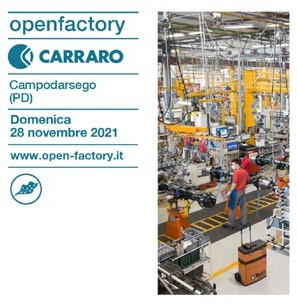 openfactory
CARRARO
Campodarsego
(PD)
Domenica
28 novembre 2021
www.open-factory.it